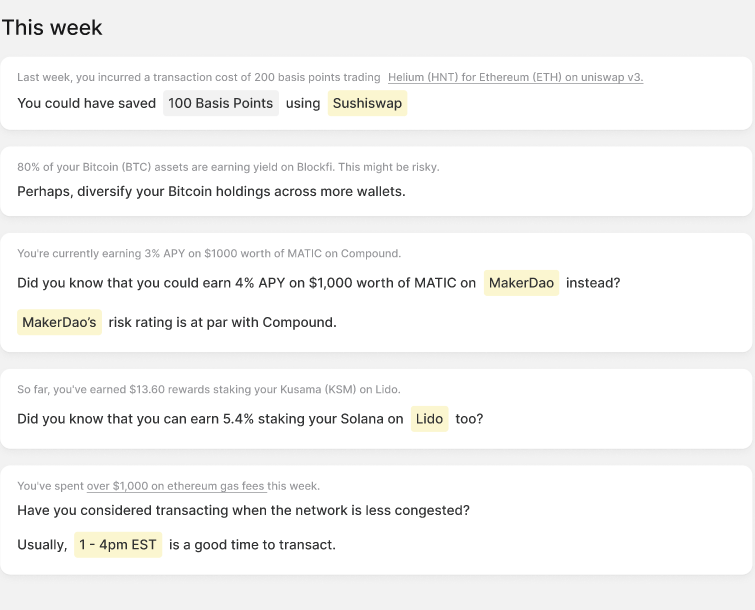 This week
Last week, you incurred a transaction cost of 200 basis points trading Helium (HNT) for Ethereum (ETH) on uniswap v3.
You could have saved 100 Basis Points using Sushiswap
80% of your Bitcoin (BTC) assets are earning yield on Blockfi. This might be risky.
Perhaps, diversify your Bitcoin holdings across more wallets.
You're currently earning 3% APY on $1000 worth of MATIC on Compound.
Did you know that you could earn 4% APY on $1,000 worth of MATIC on MakerDao instead?
MakerDao's risk rating is at par with Compound.
So far, you've earned $13.60 rewards staking your Kusama (KSM) on Lido.
Did you know that you can earn 5.4% staking your Solana on Lido too?
You've spent over $1,000 on ethereum gas fees this week.
Have you considered transacting when the network is less congested?
Usually, 1 - 4pm EST is a good time to transact.